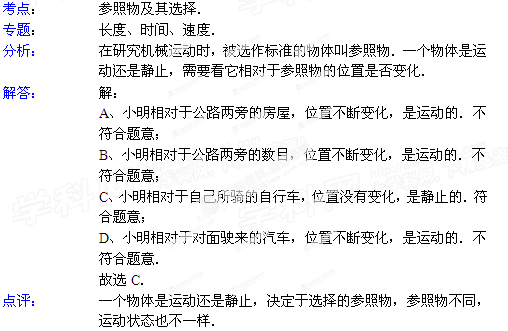 考点: 参照物及其选择.
专题: 长度、时间、速度.
分析: 在研究机械运动时，被选作标准的物体叫参照物.一个物体是运
动还是静止，需要看它相对于参照物的位置是否变化.
解答: 解:
A、小明相对于公路两旁的房屋，位置不断变化，是运动的.不
符合题意;
B、小明相对于公路两旁的数目，位置不断变化，是运动的.不
符合题意;
C、小明相对于自己所骑的自行车，位置没有变化，是静止的.符
合题意;
D、小明相对于对面驶来的汽车，位置不断变化，是运动的.不
符合题意.
故选 C.
点评: 一个物体是运动还是静止，决定于选择的参照物，参照物不同，
运动状态也不一样.